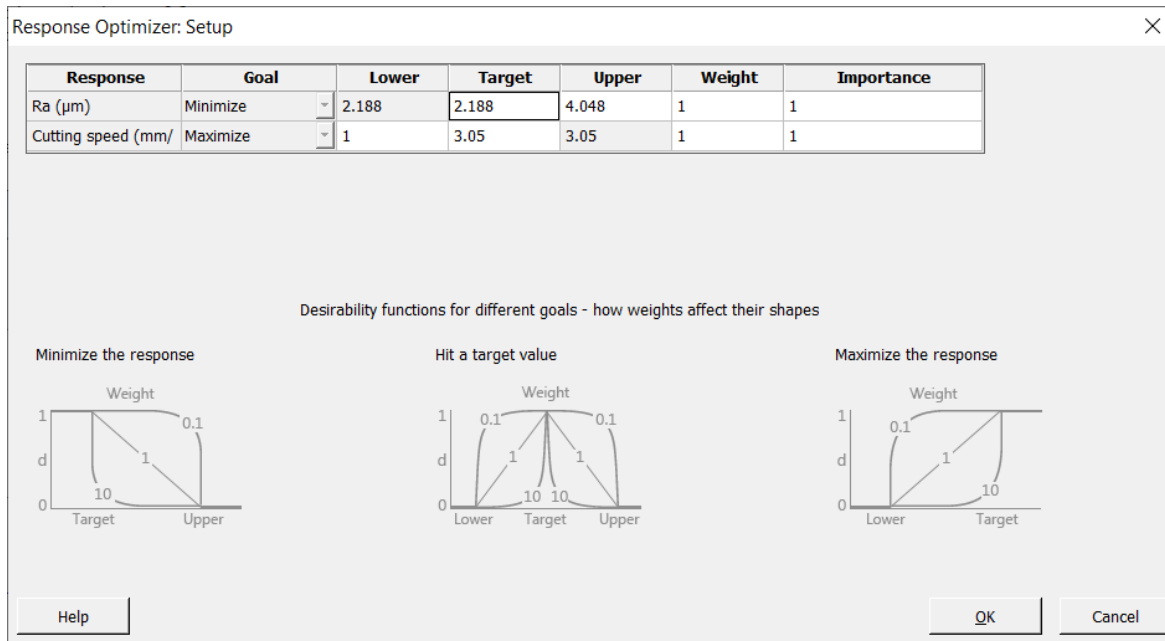 Response Optimizer: Setup
Response Goal Lower Target Upper Weight Importance
Ra (µm) Minimize 2.188 2.188 4.048 1 1
Cutting speed (mm/ Maximize 1 3.05 3.05 1 1
Desirability functions for different goals - how weights affect their shapes
Minimize the response Hit a target value Maximize the response
Weight Weight Weight
1 0.1 1 0.1 0.1 1 0.1
d 1 d 1 1 d 1
0 10 0 10 10 0 10
Target Upper Lower Target Upper Lower Target
Help OK Cancel